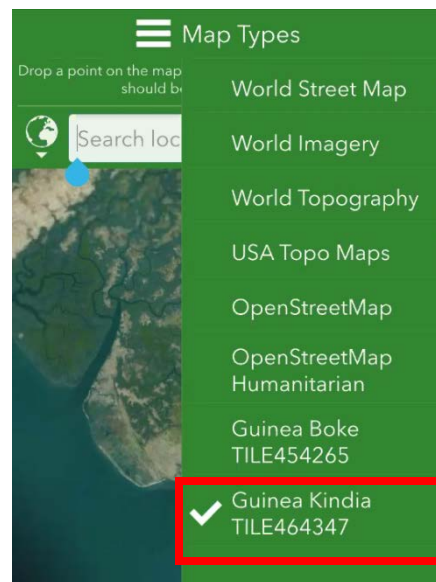 Map Types
Drop a point on the map
should b
Search loc
World Street Map
World Imagery
World Topography
USA Topo Maps
OpenStreetMap
OpenStreetMap
Humanitarian
Guinea Boke
TILE454265
Guinea Kindia
TILE464347